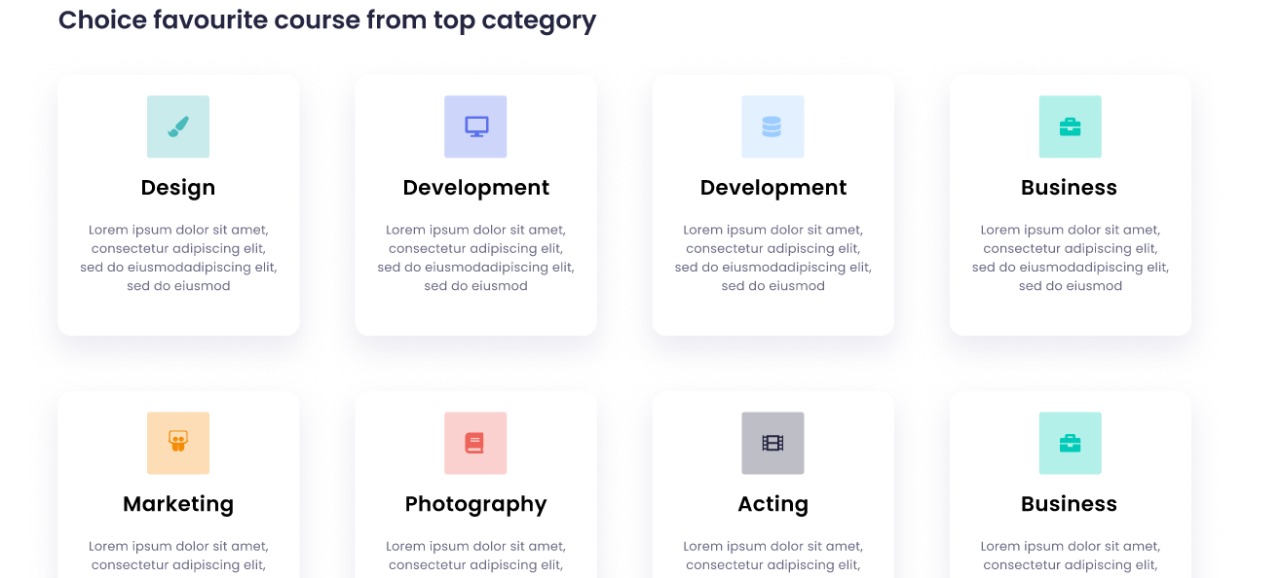 Choice favourite course from top category
Design
Lorem ipsum dolor sit amet,
consectetur adipiscing elit,
sed do eiusmodadipiscing elit,
sed do eiusmod
Development
Lorem ipsum dolor sit amet,
consectetur adipiscing elit,
sed do eiusmodadipiscing elit,
sed do eiusmod
Development
Lorem ipsum dolor sit amet,
consectetur adipiscing elit,
sed do eiusmodadipiscing elit,
sed do eiusmod
Business
Lorem ipsum dolor sit amet,
consectetur adipiscing elit,
sed do eiusmodadipiscing elit,
sed do eiusmod
Marketing
Lorem ipsum dolor sit amet,
consectetur adipiscing elit,
Photography
Lorem ipsum dolor sit amet,
consectetur adipiscing elit,
Acting
Lorem ipsum dolor sit amet,
consectetur adipiscing elit,
Business
Lorem ipsum dolor sit amet,
consectetur adipiscing elit,